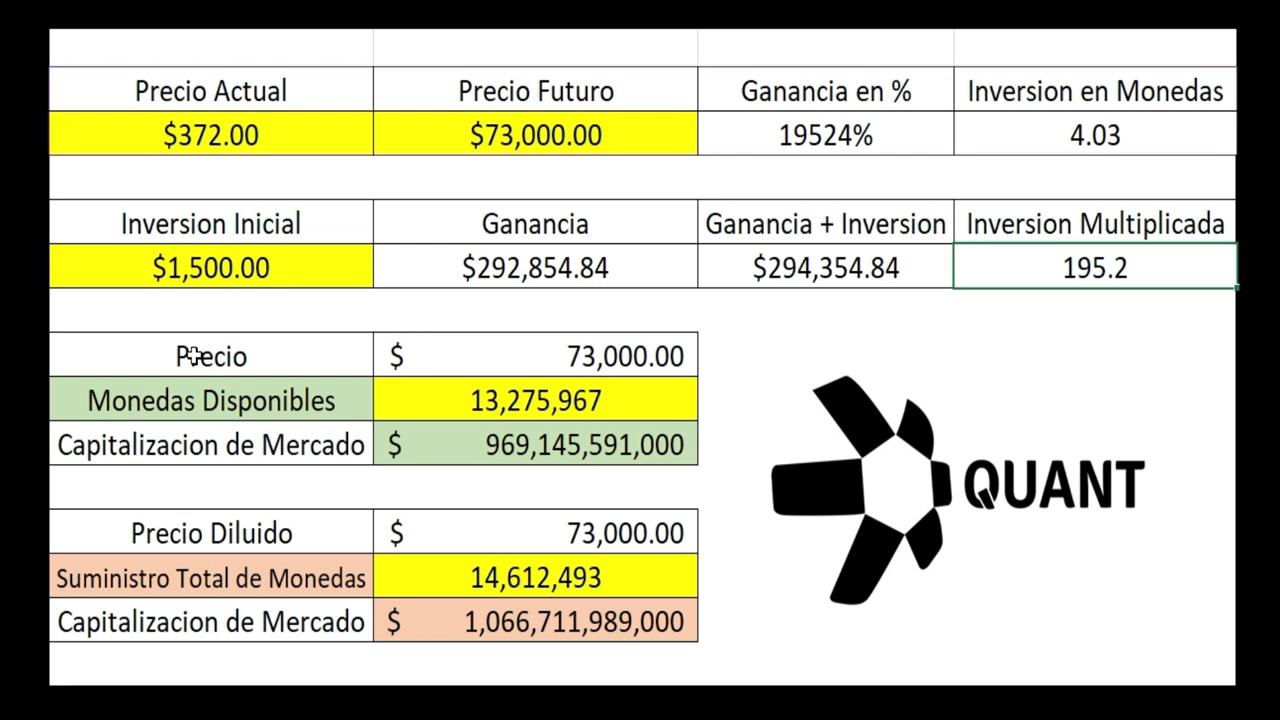 Precio Actual Precio Futuro Ganancia en % Inversion en Monedas
$372.00 $73,000.00 19524% 4.03
Inversion Inicial Ganancia Ganancia + Inversion Inversion Multiplicada
$1,500.00 $292,854.84 $294,354.84 195.2
Precio $ 73,000.00
Monedas Disponibles 13,275,967
Capitalizacion de Mercado $ 969,145,591,000
QUANT
Precio Diluido $ 73,000.00
Suministro Total de Monedas 14,612,493
Capitalizacion de Mercado $ 1,066,711,989,000